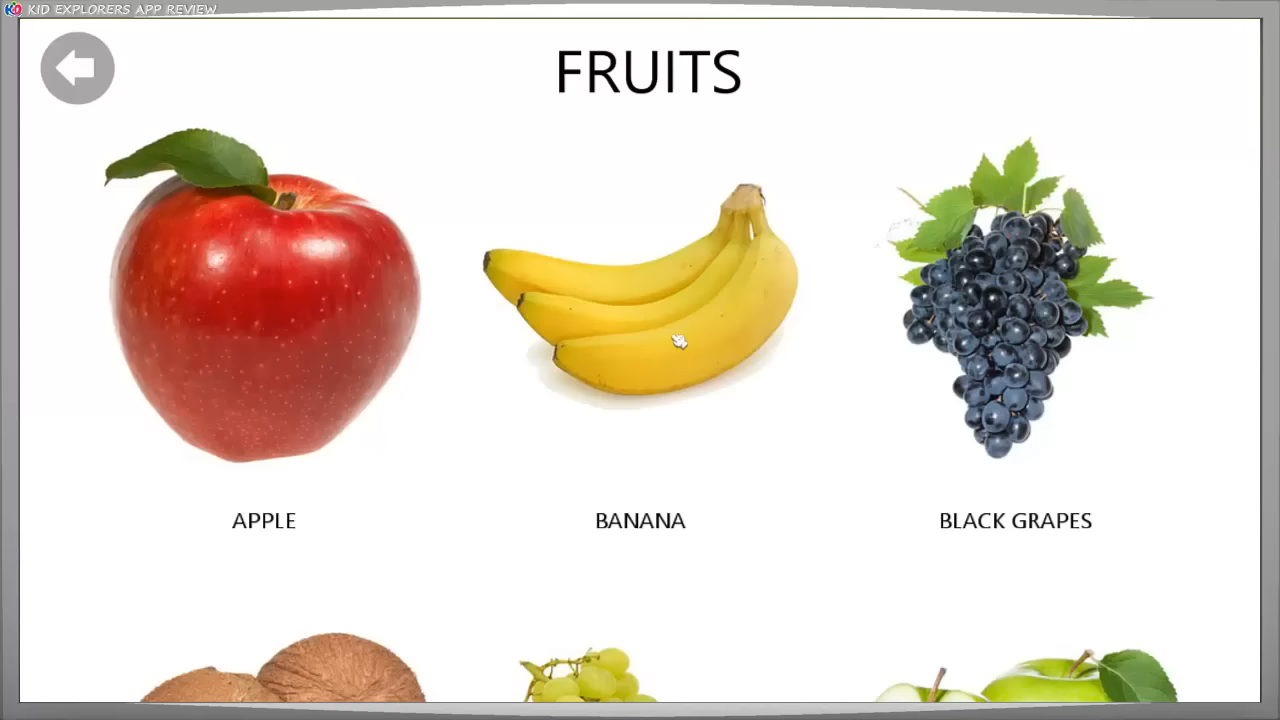 KID EXPLORERS APP REVIEW
FRUITS
APPLE
BANANA
BLACK GRAPES